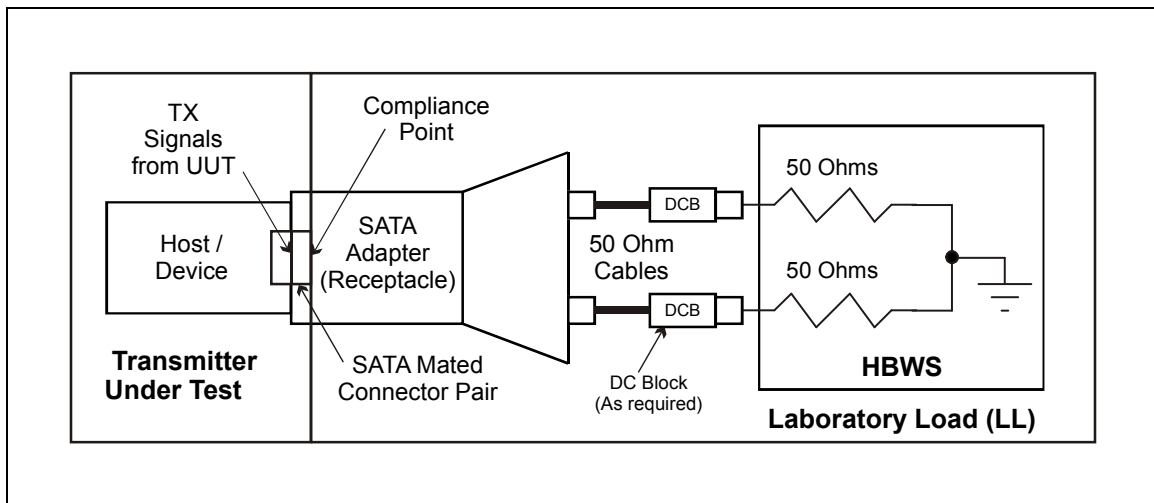 TX
Signals
from UUT
Compliance
Point
Host /
Device
SATA
Adapter
(Receptacle)
50 Ohm
Cables
DCB
DCB
50 Ohms
50 Ohms
HBWS
Transmitter
Under Test
SATA Mated
Connector Pair
DC Block
(As required)
Laboratory Load (LL)